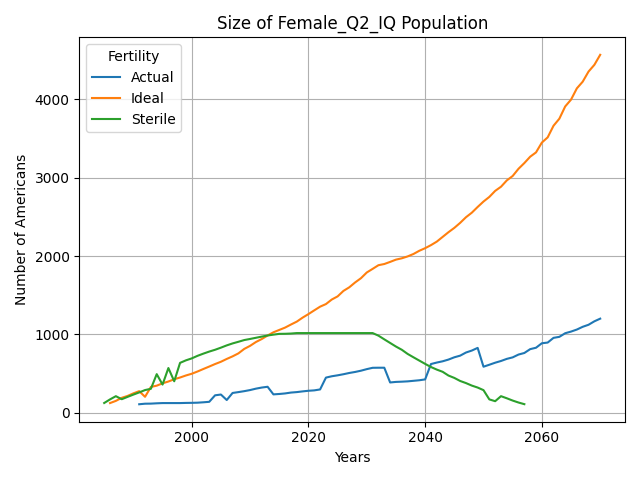 Size of Female_Q2_IQ Population
Fertility
Actual
Ideal
Sterile
Number of Americans
4000
3000
2000
1000
0
2000
2020
2040
2060
Years